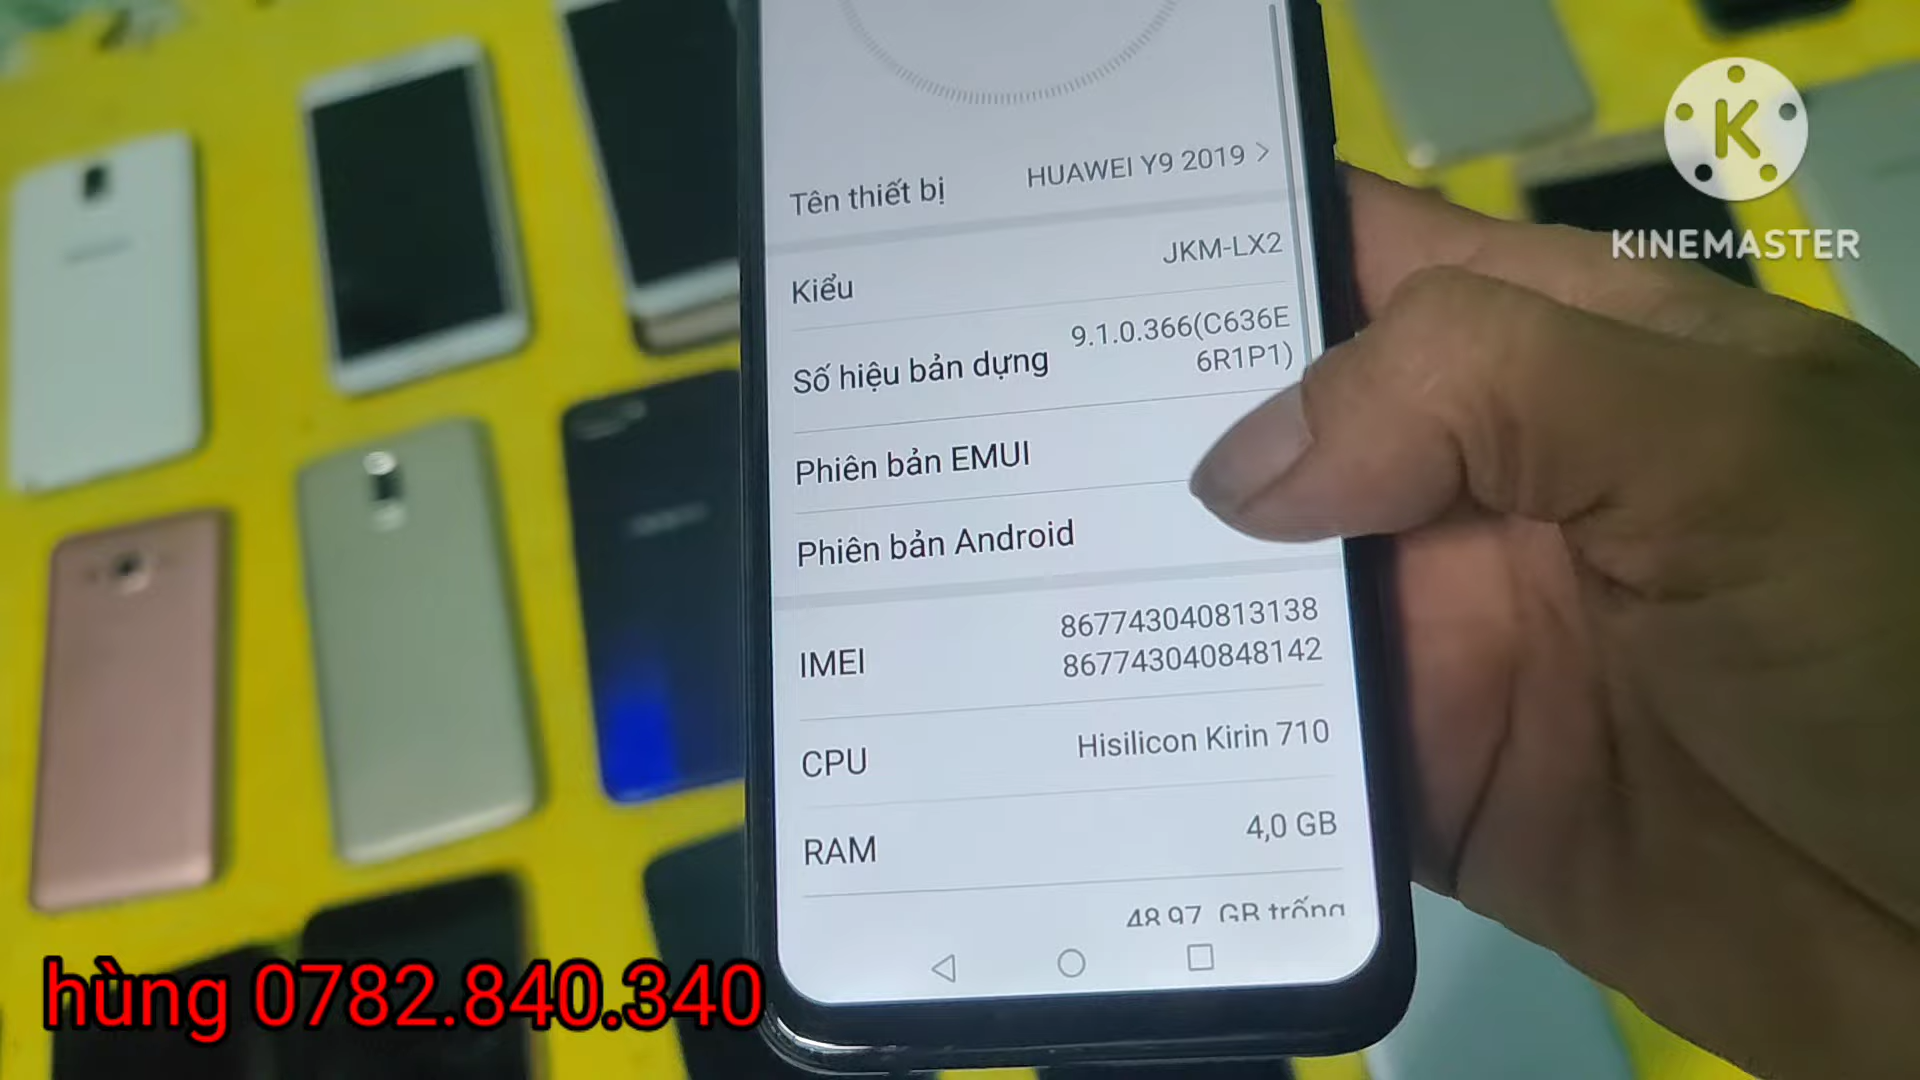 K
KINEMASTER
Tên thiết bị HUAWEI Y9 2019
Kiểu JKM-LX2
Số hiệu bản dựng 9.1.0.366(C636E
6R1P1)
Phiên bản EMUI
Phiên bản Android
IMEI 867743040813138
867743040848142
CPU Hisilicon Kirin 710
RAM 4,0 GB
48,97 GB trống
hùng 0782.840.340